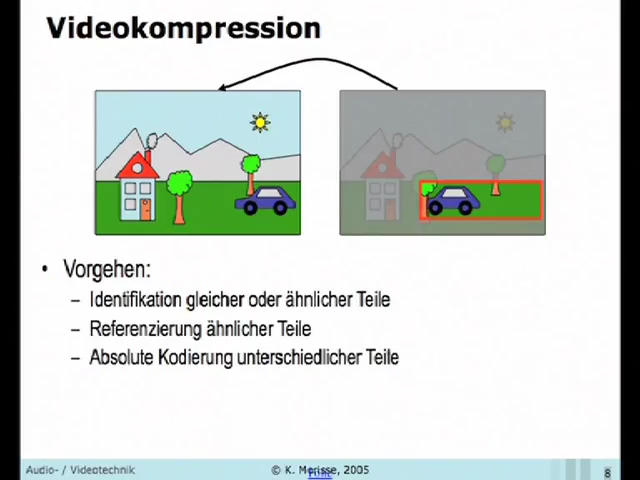 Videokompression
• Vorgehen:
– Identifikation gleicher oder ähnlicher Teile
– Referenzierung ähnlicher Teile
– Absolute Kodierung unterschiedlicher Teile
Audio- / Videotechnik © K. Morisse, 2005 8
Folie